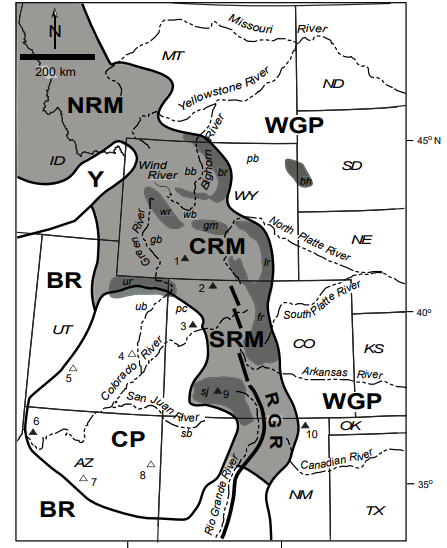 N
200 km
Missouri River
MT
ND
NRM
Yellowstone River
WGP
45°N
ID
Y
Wind
River
bb
Bighorn River
br
pb
bh
SD
WY
wr
wb
gm
North Platte River
NE
Green River
gb
CRM
1
lr
BR
ur
2
South Platte River
40°
ub
pc
3
fr
UT
SRM
CO
KS
4
Colorado River
5
Arkansas River
sj
9
San Juan River
RGR
WGP
6
sb
10
OK
CP
AZ
7
8
Canadian River
35°
BR
Rio Grande River
NM
TX